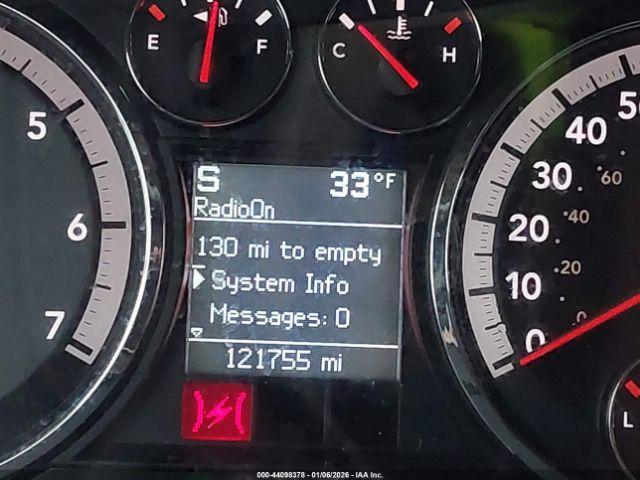 E F
C H
5
6
7
S 33°F
RadioOn
130 mi to empty
System Info
Messages: 0
121755 mi
50
40
30
20
10
0
60
40
20
0
L
000-44098378 - 01/06/2026 - IAA Inc.